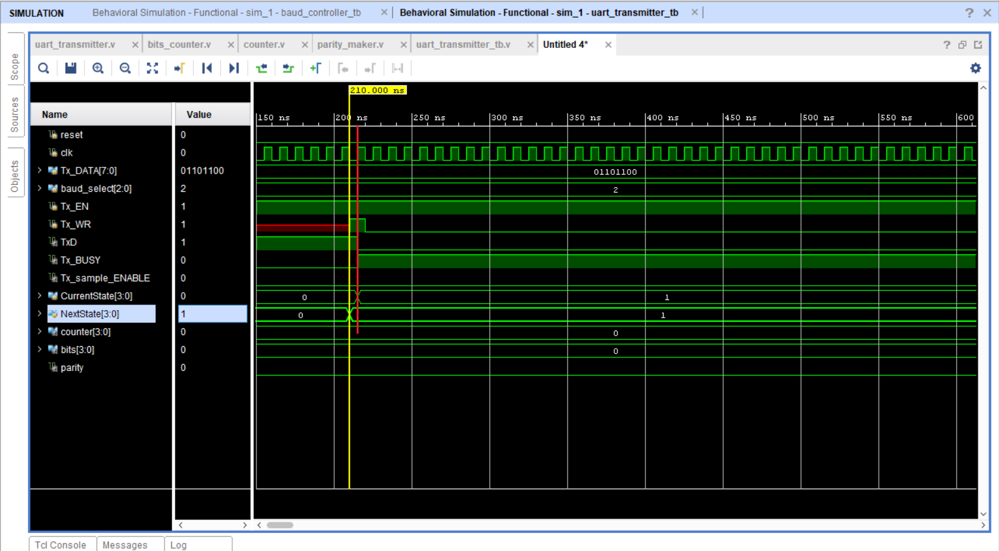 SIMULATION Behavioral Simulation - Functional - sim_1 - baud_controller_tb Behavioral Simulation - Functional - sim_1 - uart_transmitter_tb
uart_transmitter.v bits_counter.v counter.v parity_maker.v uart_transmitter_tb.v Untitled 4*
Scope
Sources
Objects
210.000 ns
Name Value 150 ns 200 ns 250 ns 300 ns 350 ns 400 ns 450 ns 500 ns 550 ns 600
reset 0
clk 0
Tx_DATA[7:0] 01101100 01101100
baud_select[2:0] 2 2
Tx_EN 1
Tx_WR 1
TxD 1
Tx_BUSY 0
Tx_sample_ENABLE 0
CurrentState[3:0] 0 0 1
NextState[3:0] 1 0 1
counter[3:0] 0 0
bits[3:0] 0 0
parity 0
Tcl Console Messages Log